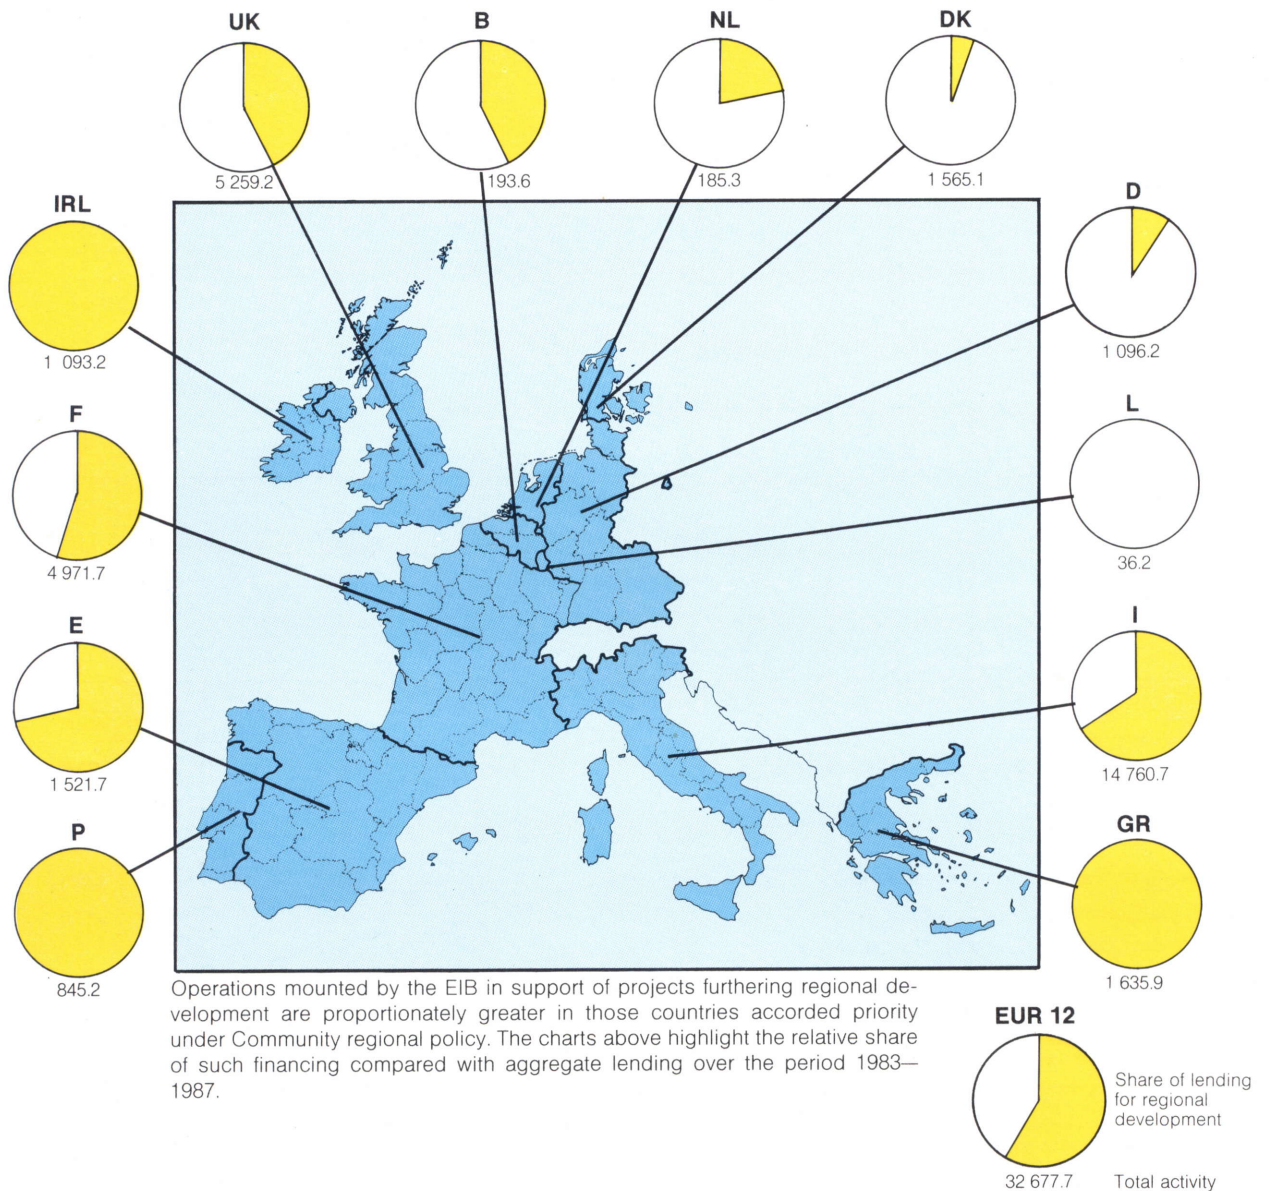 UK
B
NL
DK
5 259.2
193.6
185.3
1 565.1
IRL
D
1 093.2
1 096.2
F
L
4 971.7
36.2
E
I
1 521.7
14 760.7
P
GR
845.2
1 635.9
Operations mounted by the EIB in support of projects furthering regional de-
velopment are proportionately greater in those countries accorded priority
under Community regional policy. The charts above highlight the relative share
of such financing compared with aggregate lending over the period 1983—
1987.
EUR 12
Share of lending
for regional
development
32 677.7 Total activity